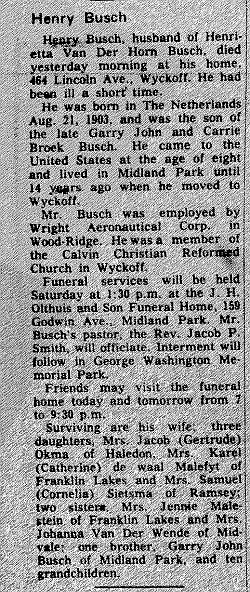 Henry Busch
Henry Busch, husband of Henri-
etta Van Der Horn Busch, died
yesterday morning at his home,
464 Lincoln Ave., Wyckoff. He had
been ill a short time.
He was born in The Netherlands
Aug. 21, 1903, and was the son of
the late Garry John and Carrie
Broek Busch. He came to the
United States at the age of eight
and lived in Midland Park until
14 years ago when he moved to
Wyckoff.
Mr. Busch was employed by
Wright Aeronautical Corp. in
Wood-Ridge. He was a member of
the Calvin Christian Reformed
Church in Wyckoff.
Funeral services will be held
Saturday at 1:30 p.m. at the J. H.
Olthuis and Son Funeral Home, 159
Godwin Ave., Midland Park. Mr.
Busch's pastor, the Rev. Jacob P.
Smith, will officiate. Interment will
follow in George Washington Me-
morial Park.
Friends may visit the funeral
home today and tomorrow from 7
to 9:30 p.m.
Surviving are his wife; three
daughters, Mrs. Jacob (Gertrude)
Okma of Haledon, Mrs. Karel
(Catherine) de waal Malefyt of
Franklin Lakes and Mrs. Samuel
(Cornelia) Sietsma of Ramsey;
two sisters, Mrs. Jennie Male-
stein of Franklin Lakes and Mrs.
Johanna Van Der Wende of Mid-
vale; one brother, Garry John
Busch of Midland Park, and ten
grandchildren.